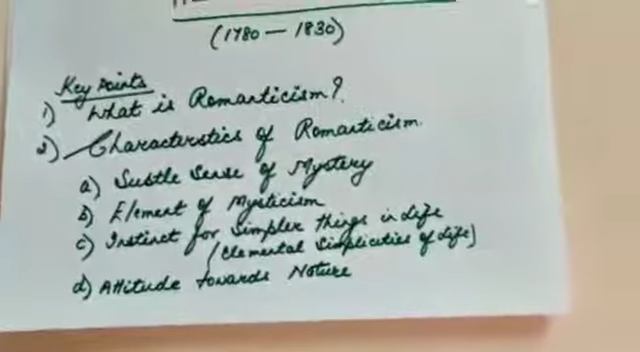 (1780 — 1830)
Key Points
1) What is Romanticism?
2) Characterstics of Romanticism.
a) Subtle Sense of Mystery
b) Element of Mysticism
c) Instinct for Simpler things in Life
(Elemental Simplicities of Life)
d) Attitude towards Nature